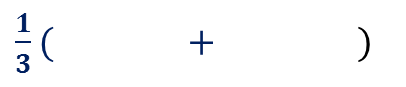 1/3 ( + )